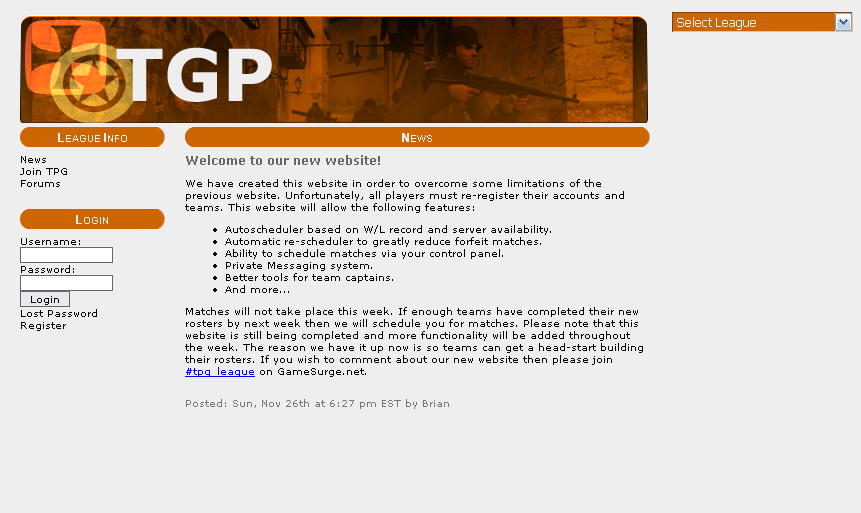 TGP
Select League
LEAGUE INFO
News
Join TPG
Forums
LOGIN
Username:
Password:
Login
Lost Password
Register
NEWS
Welcome to our new website!
We have created this website in order to overcome some limitations of the
previous website. Unfortunately, all players must re-register their accounts and
teams. This website will allow the following features:
• Autoscheduler based on W/L record and server availability.
• Automatic re-scheduler to greatly reduce forfeit matches.
• Ability to schedule matches via your control panel.
• Private Messaging system.
• Better tools for team captains.
• And more...
Matches will not take place this week. If enough teams have completed their new
rosters by next week then we will schedule you for matches. Please note that this
website is still being completed and more functionality will be added throughout
the week. The reason we have it up now is so teams can get a head-start building
their rosters. If you wish to comment about our new website then please join
#tpg_league on GameSurge.net.
Posted: Sun, Nov 26th at 6:27 pm EST by Brian